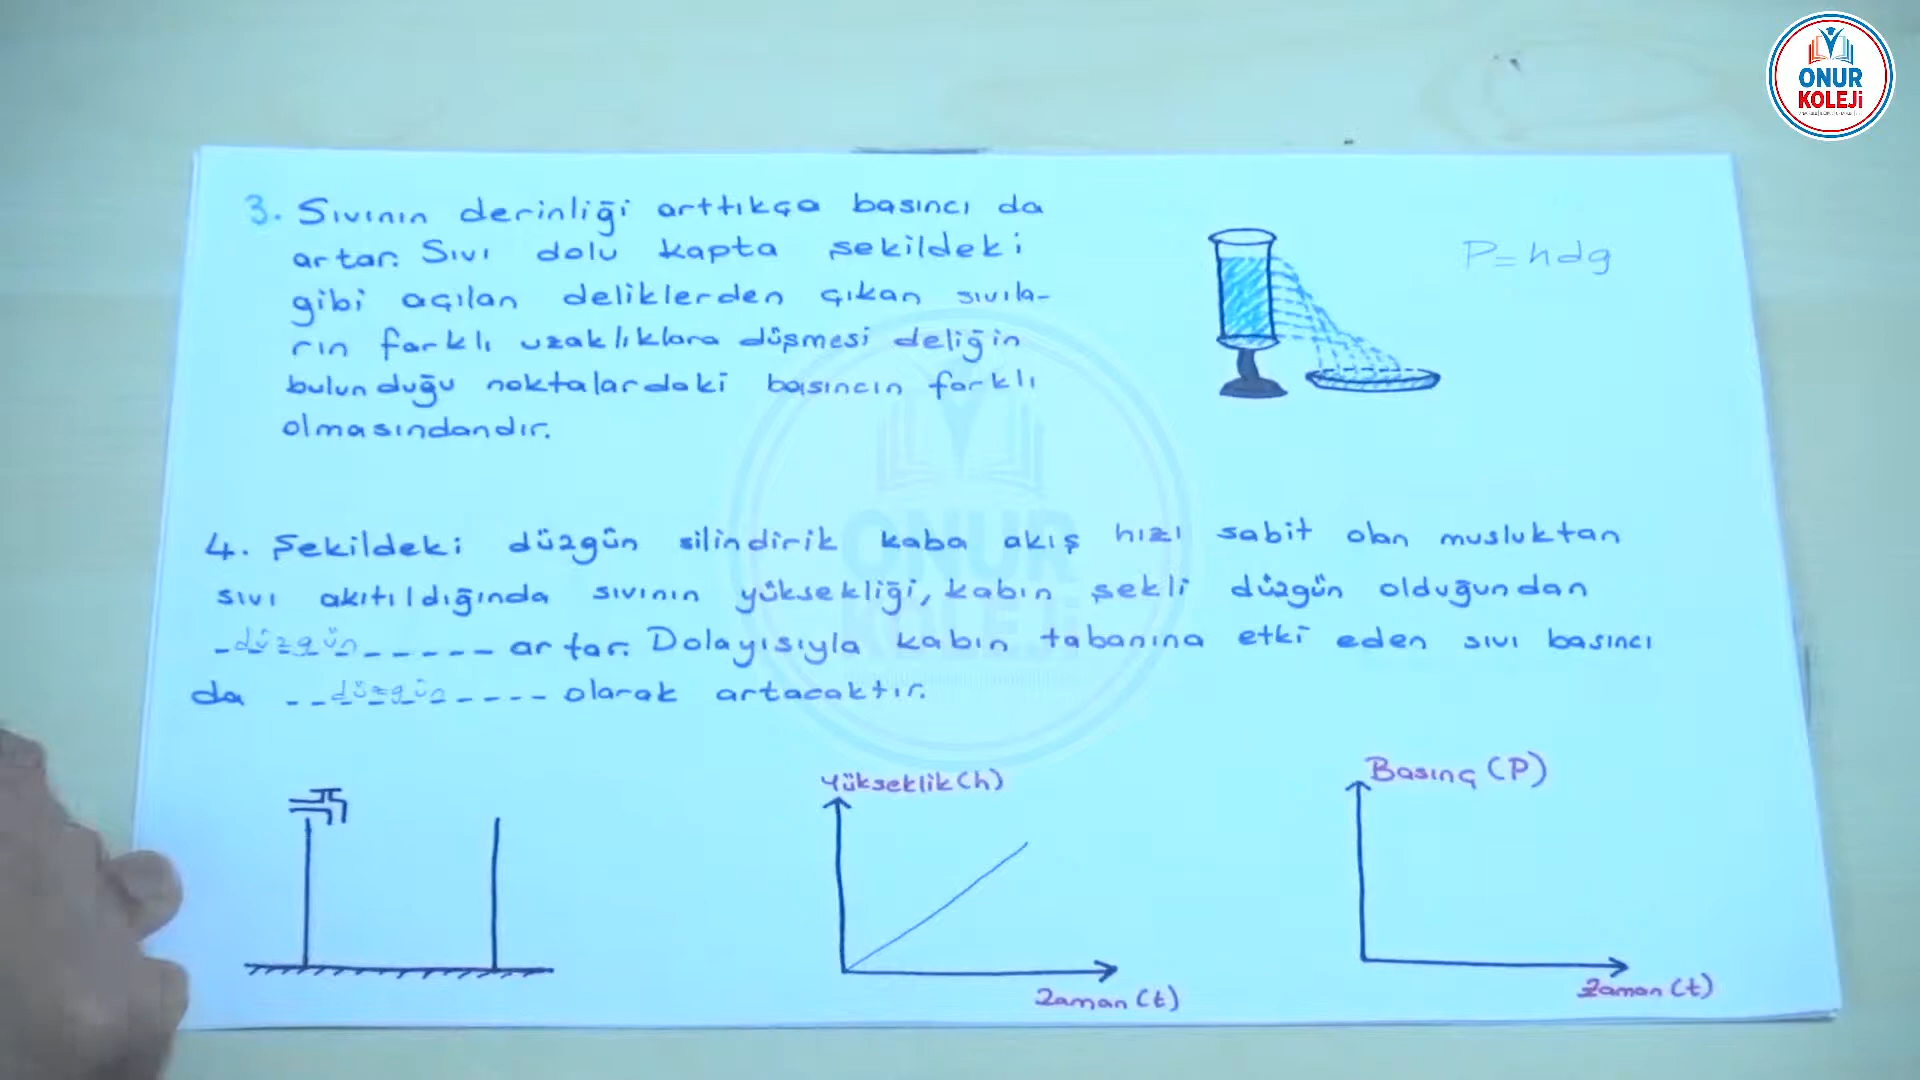 ONUR
KOLEJİ
3. Sıvının derinliği arttıkça basıncı da
artar. Sıvı dolu kapta şekildeki
gibi açılan deliklerden çıkan sıvıla-
rın farklı uzaklıklara düşmesi deliğin
bulunduğu noktalardaki basıncın farklı
olmasındandır.
P=hdg
ONUR
KOLEJİ
4. Şekildeki düzgün silindirik kaba akış hızı sabit olan musluktan
sıvı akıtıldığında sıvının yüksekliği, kabın şekli düzgün olduğundan
düzgün artar. Dolayısıyla kabın tabanına etki eden sıvı basıncı
da düzgün olarak artacaktır.
Yükseklik (h)
Zaman (t)
Basınç (P)
Zaman (t)